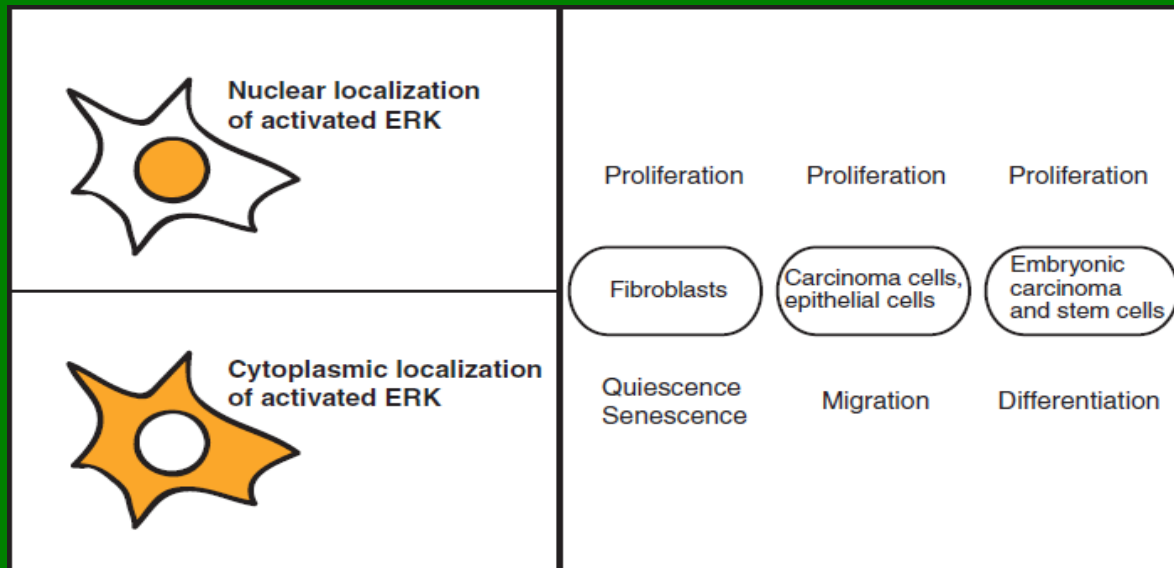 Nuclear localization
of activated ERK
Cytoplasmic localization
of activated ERK
Proliferation
Proliferation
Proliferation
Fibroblasts
Carcinoma cells,
epithelial cells
Embryonic
carcinoma
and stem cells
Quiescence
Senescence
Migration
Differentiation